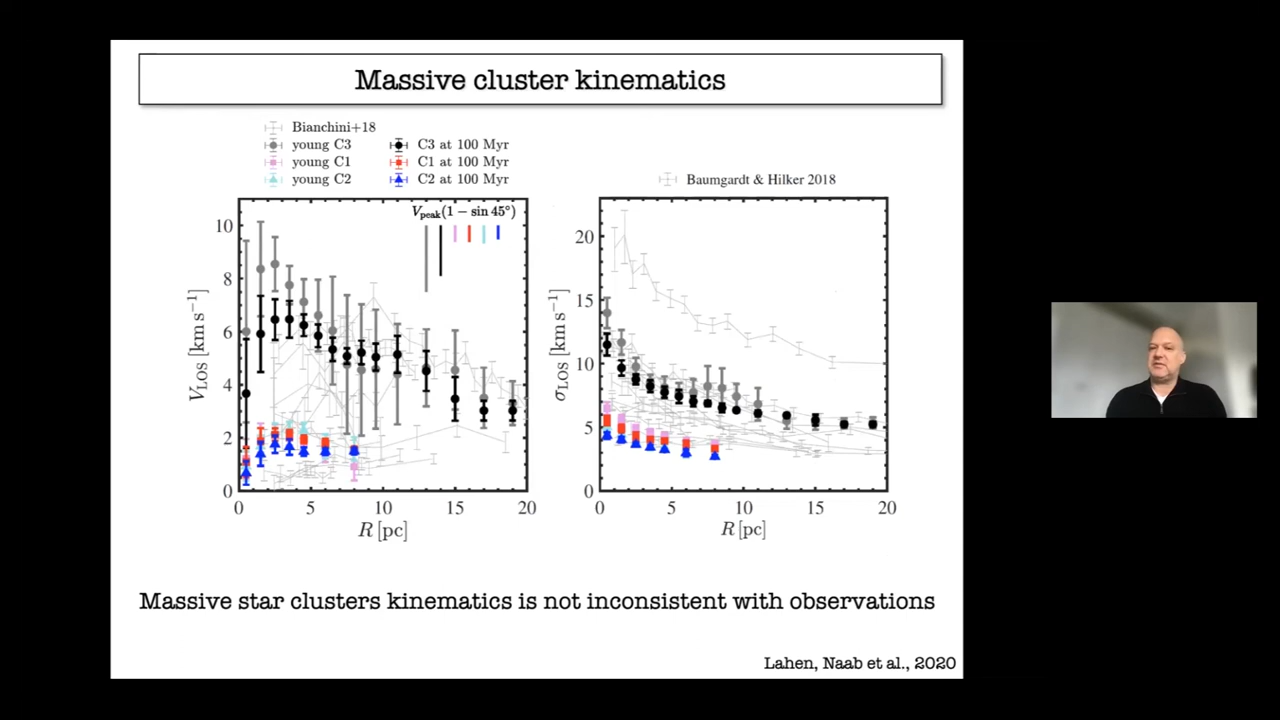 Massive cluster kinematics
Bianchini+18
young C3
C3 at 100 Myr
young C1
C1 at 100 Myr
young C2
C2 at 100 Myr
Baumgardt & Hilker 2018
V_peak(1 − sin 45°)
10
8
6
4
2
0
V_LOS [km s⁻¹]
0 5 10 15 20
R [pc]
20
15
10
5
0
σ_LOS [km s⁻¹]
0 5 10 15 20
R [pc]
Massive star clusters kinematics is not inconsistent with observations
Lahen, Naab et al., 2020